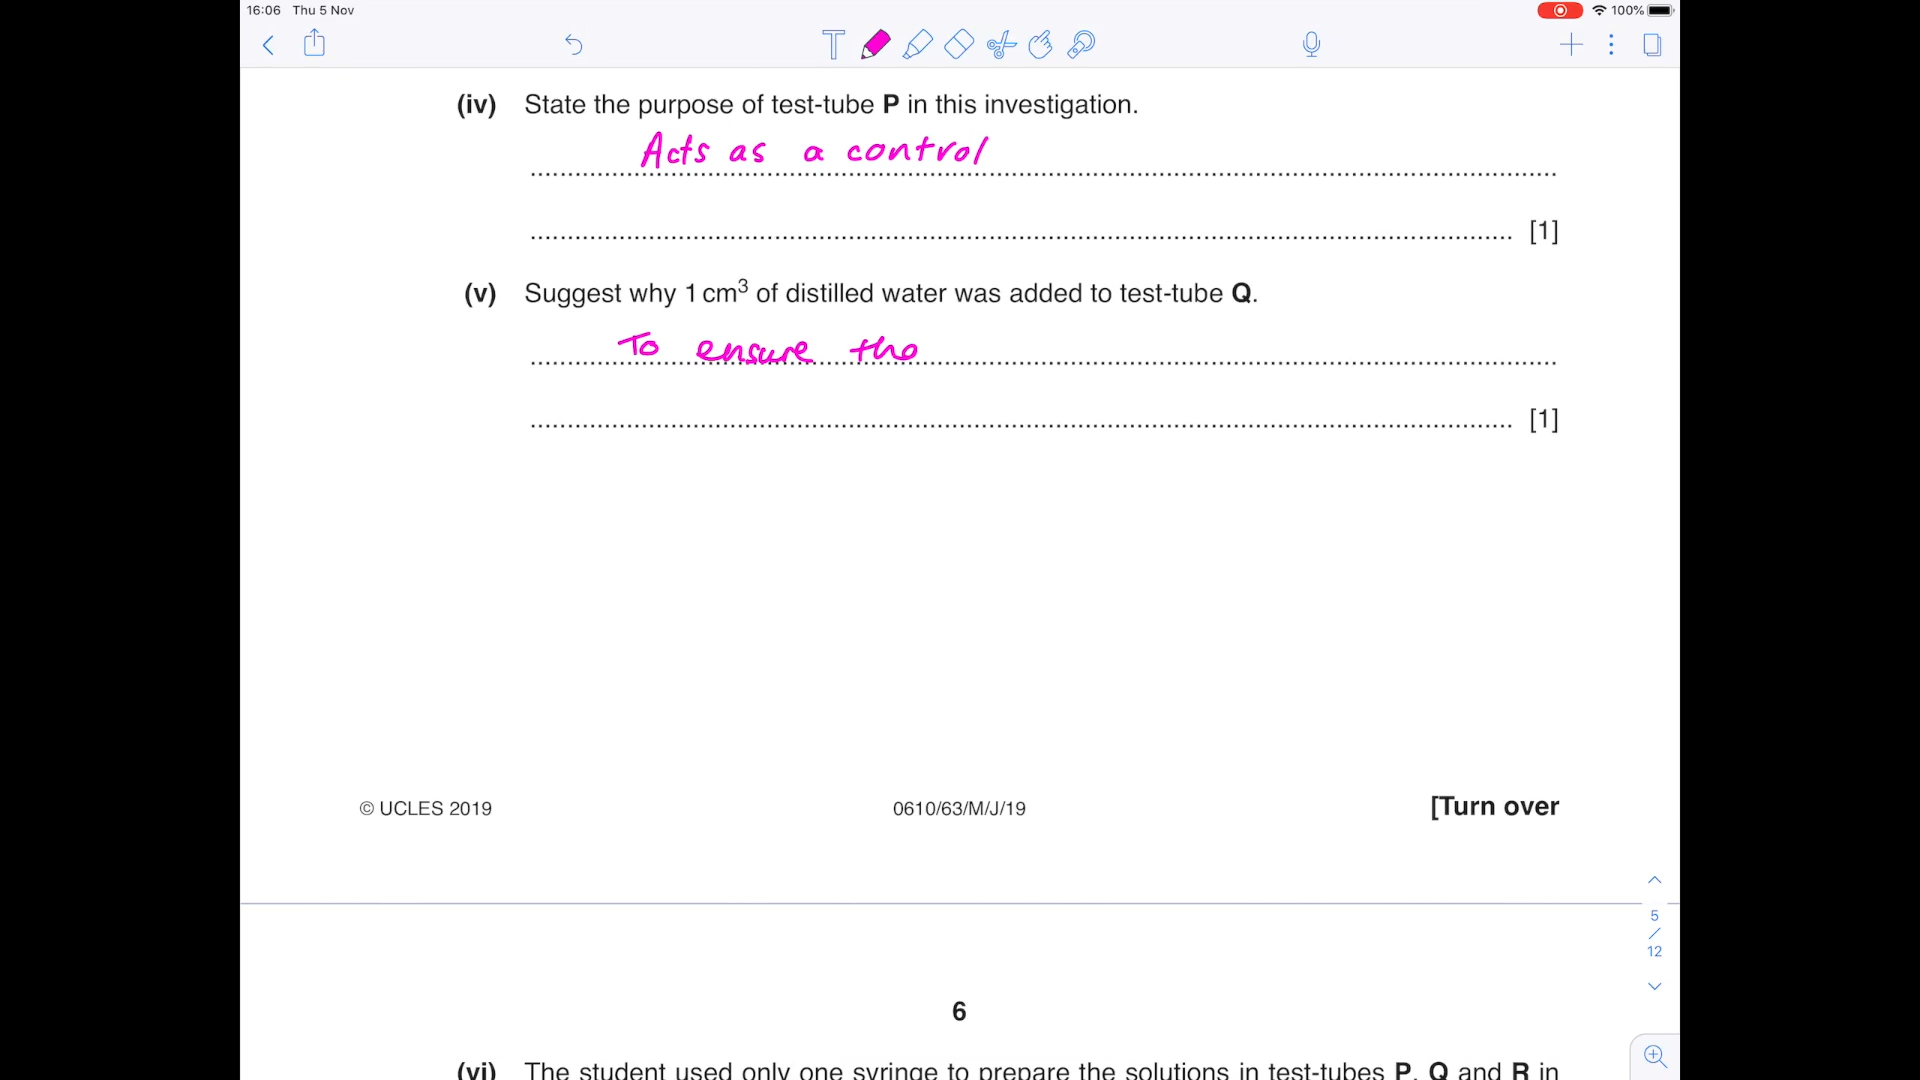 16:06 Thu 5 Nov
100%
(iv) State the purpose of test-tube P in this investigation.
Acts as a control
[1]
(v) Suggest why 1 cm³ of distilled water was added to test-tube Q.
To ensure the
[1]
© UCLES 2019
0610/63/M/J/19
[Turn over
5
/
12
6
(vi) The student used only one syringe to prepare the solutions in test-tubes P, Q and R in